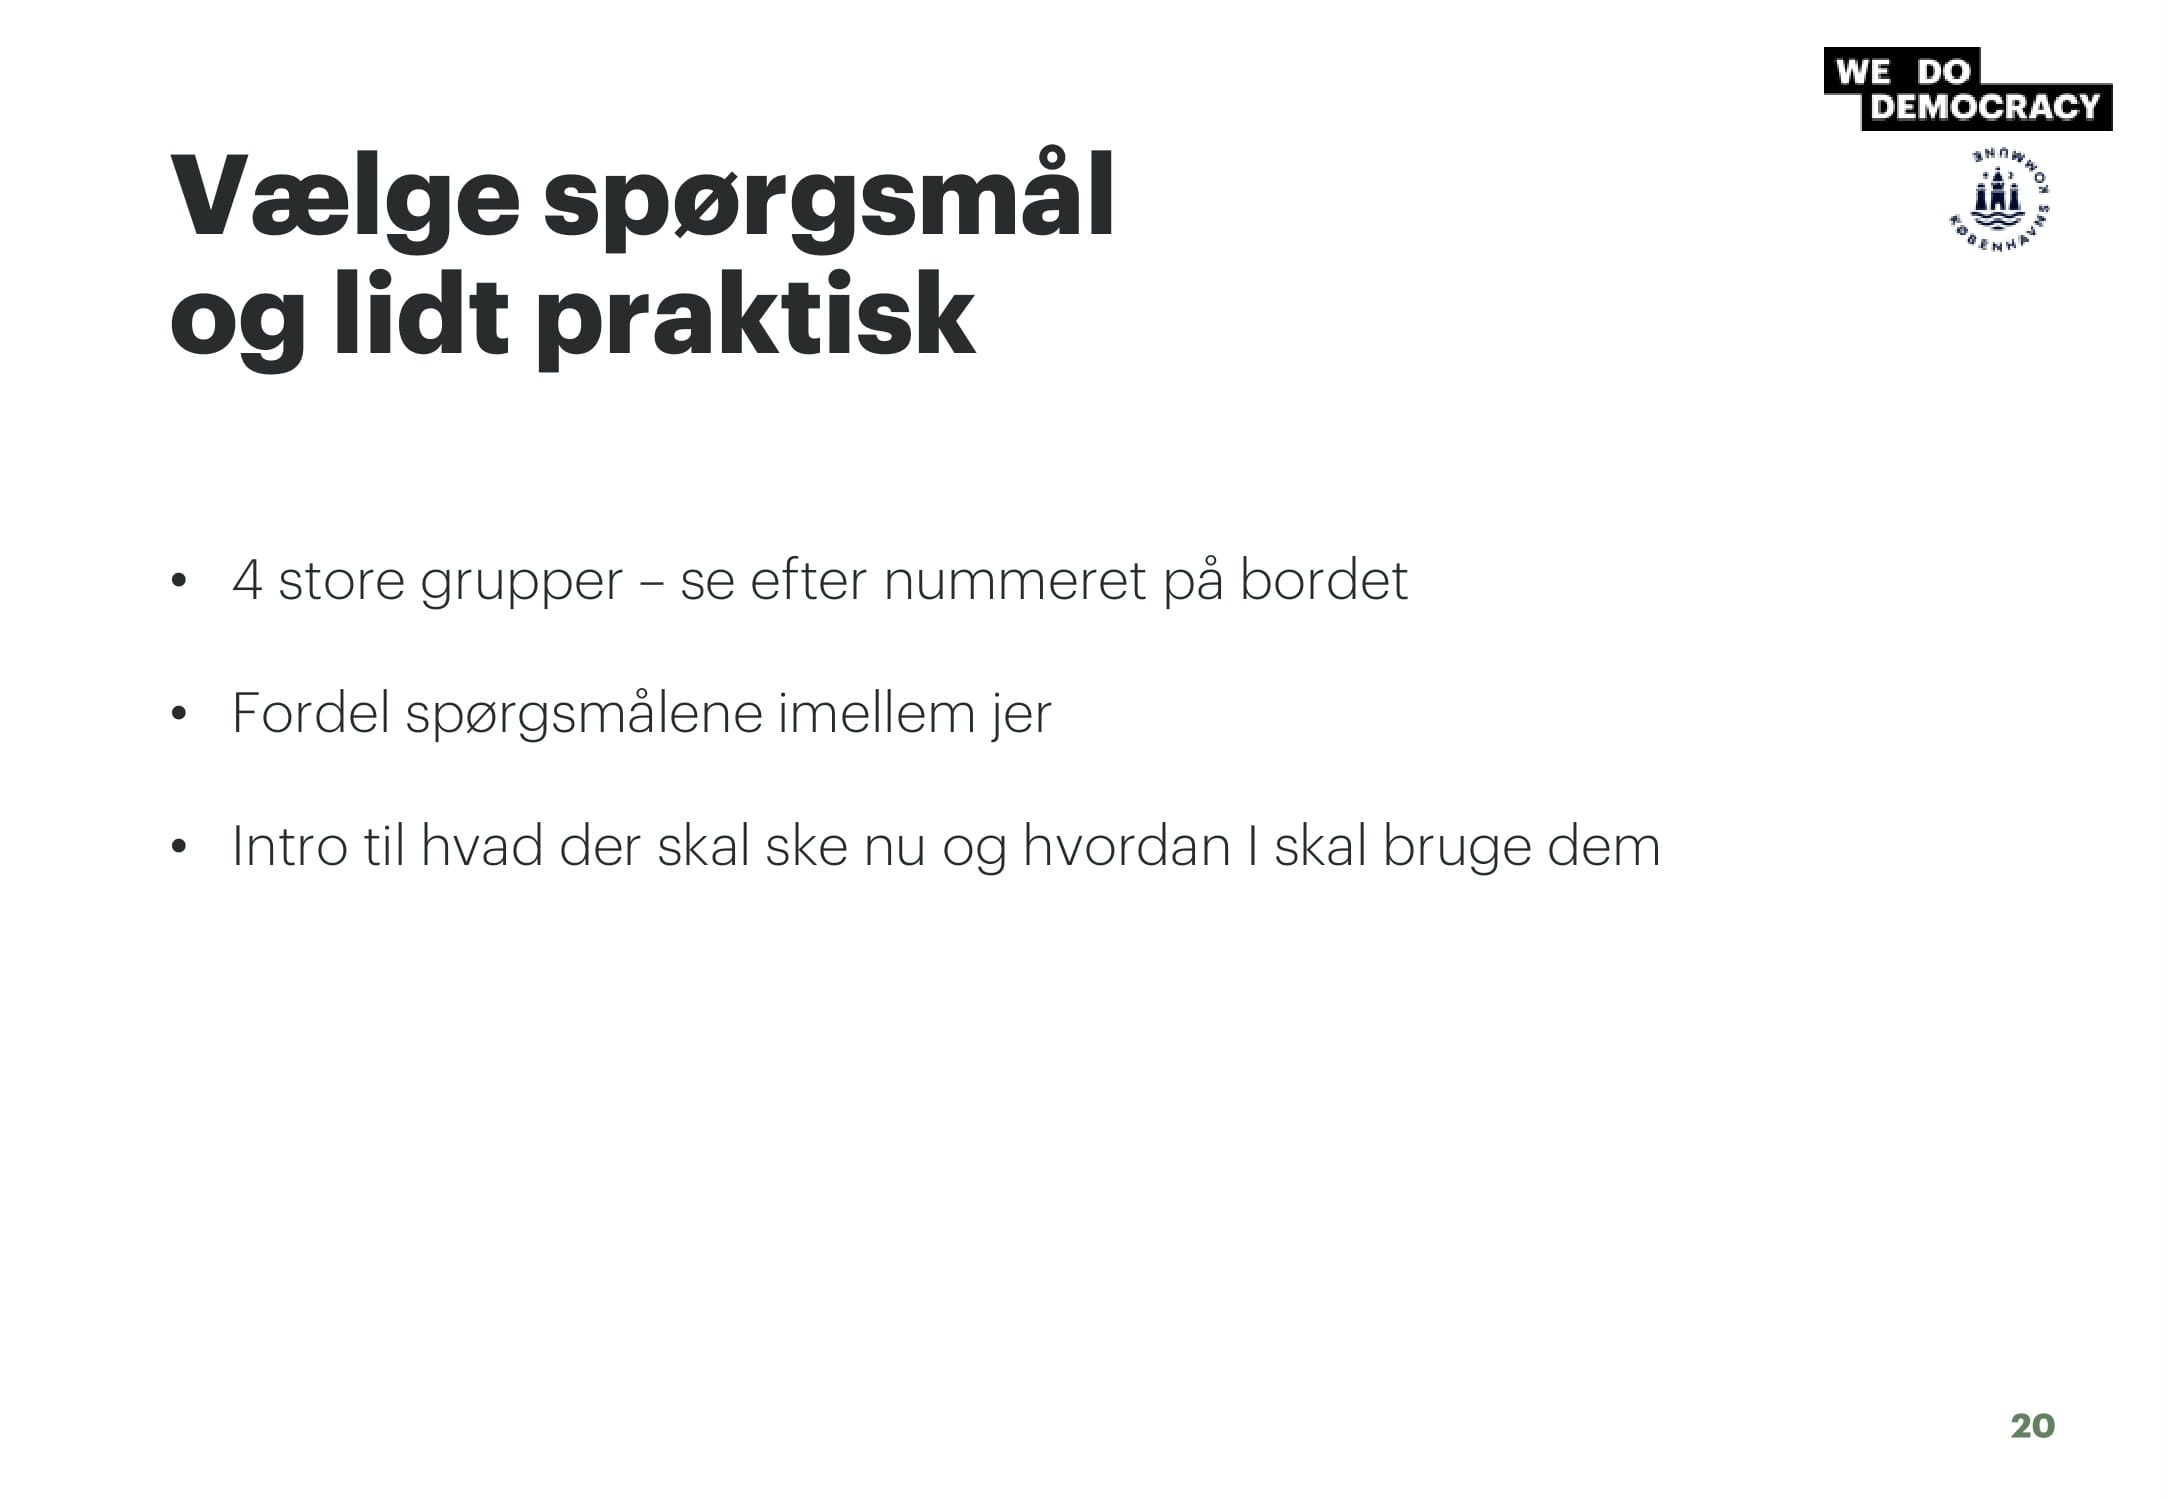 WE DO
DEMOCRACY
KØBENHAVNS KOMMUNE
Vælge spørgsmål
og lidt praktisk
• 4 store grupper – se efter nummeret på bordet
• Fordel spørgsmålene imellem jer
• Intro til hvad der skal ske nu og hvordan I skal bruge dem
20